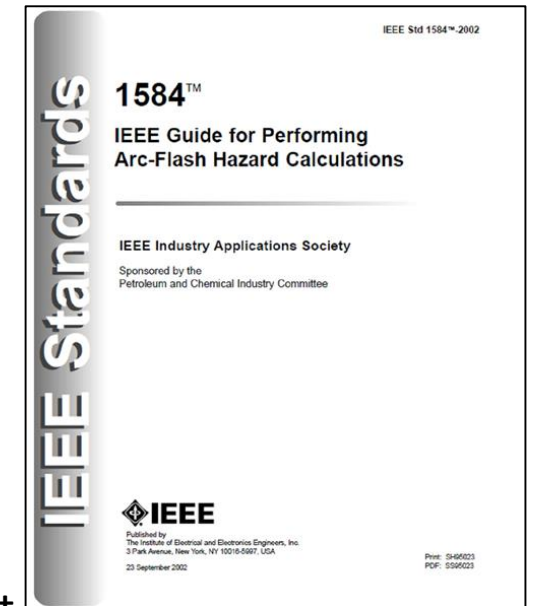 IEEE Std 1584™-2002
IEEE Standards
1584™
IEEE Guide for Performing
Arc-Flash Hazard Calculations
IEEE Industry Applications Society
Sponsored by the
Petroleum and Chemical Industry Committee
IEEE
Published by
The Institute of Electrical and Electronics Engineers, Inc.
3 Park Avenue, New York, NY 10016-5997, USA
23 September 2002
Print: SH95023
PDF: SS95023